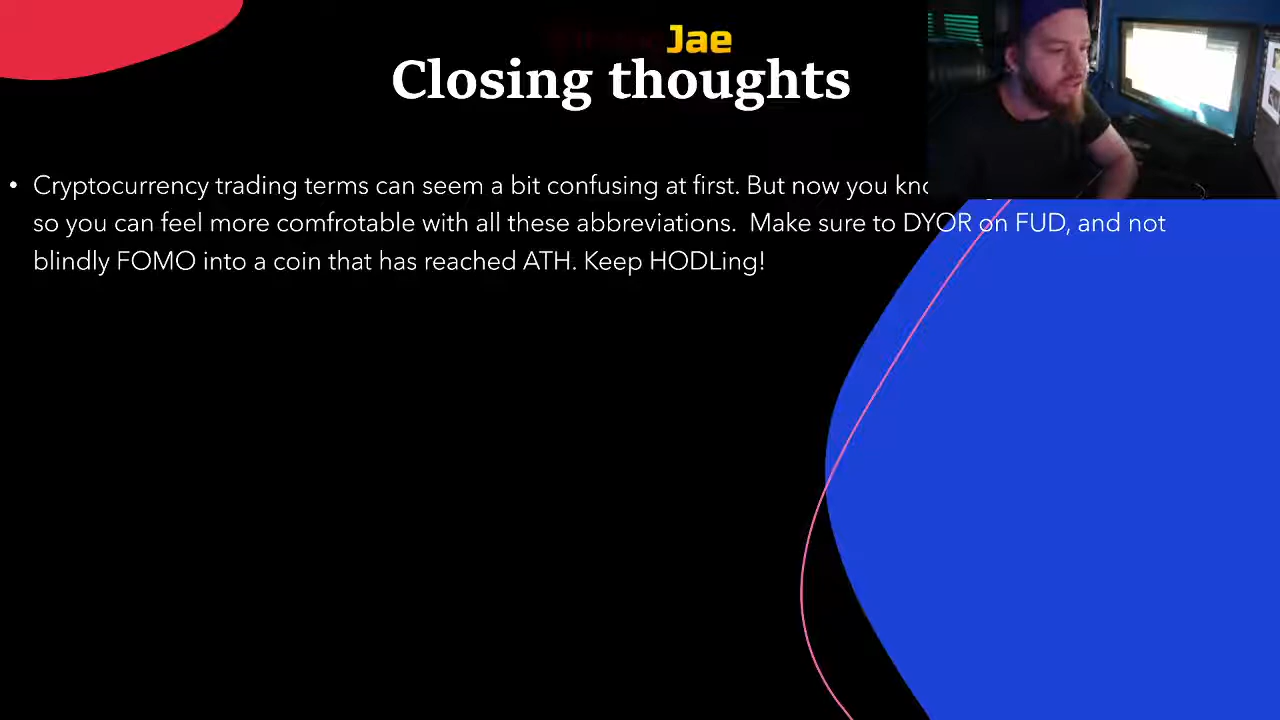 Jae
Closing thoughts
• Cryptocurrency trading terms can seem a bit confusing at first. But now you
so you can feel more comfrotable with all these abbreviations. Make sure to DYOR on FUD, and not
blindly FOMO into a coin that has reached ATH. Keep HODLing!